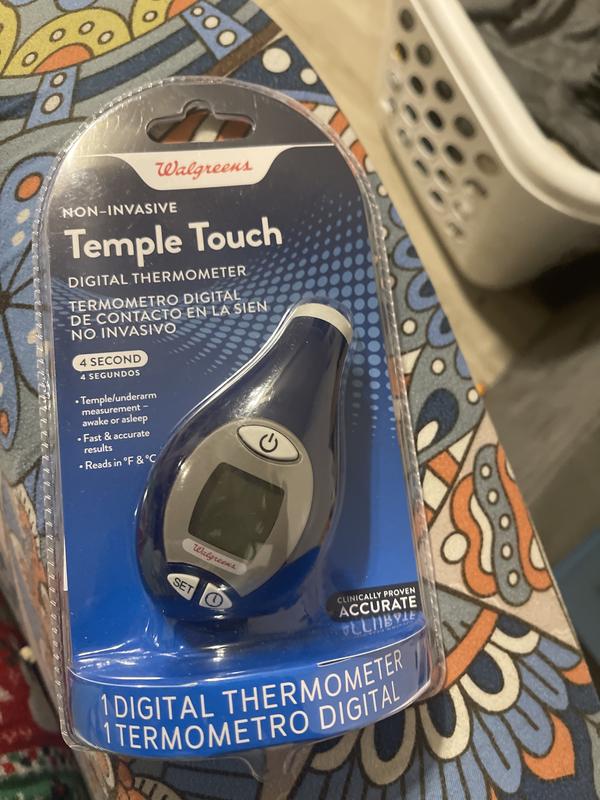 Walgreens
NON-INVASIVE
Temple Touch
DIGITAL THERMOMETER
TERMOMETRO DIGITAL
DE CONTACTO EN LA SIEN
NO INVASIVO
4 SECOND
4 SEGUNDOS
• Temple/underarm
measurement –
awake or asleep
• Fast & accurate
results
• Reads in °F & °C
Walgreens
SET
CLINICALLY PROVEN
ACCURATE
1 DIGITAL THERMOMETER
1 TERMOMETRO DIGITAL